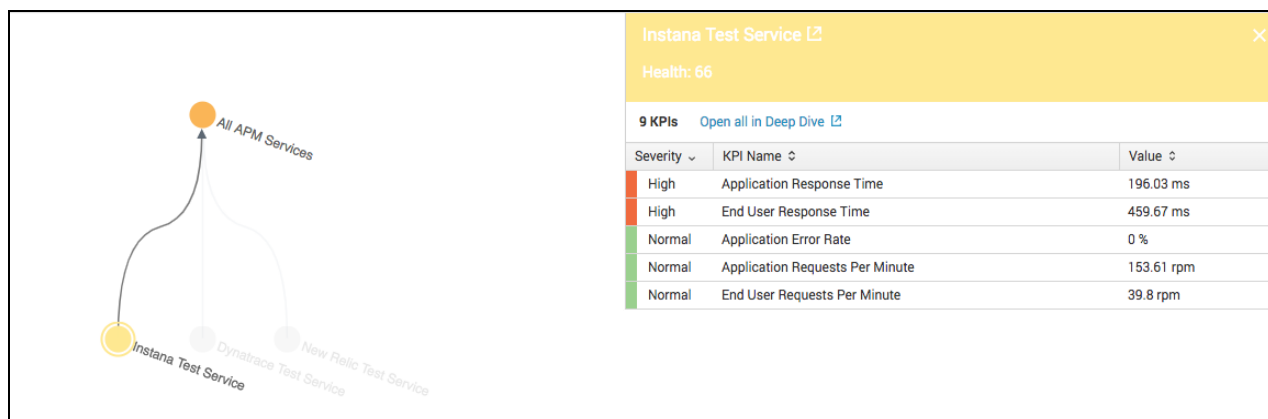 All APM Services
Instana Test Service
Dynatrace Test Service
New Relic Test Service
Instana Test Service
Health: 66
9 KPIs Open all in Deep Dive
Severity KPI Name Value
High Application Response Time 196.03 ms
High End User Response Time 459.67 ms
Normal Application Error Rate 0 %
Normal Application Requests Per Minute 153.61 rpm
Normal End User Requests Per Minute 39.8 rpm